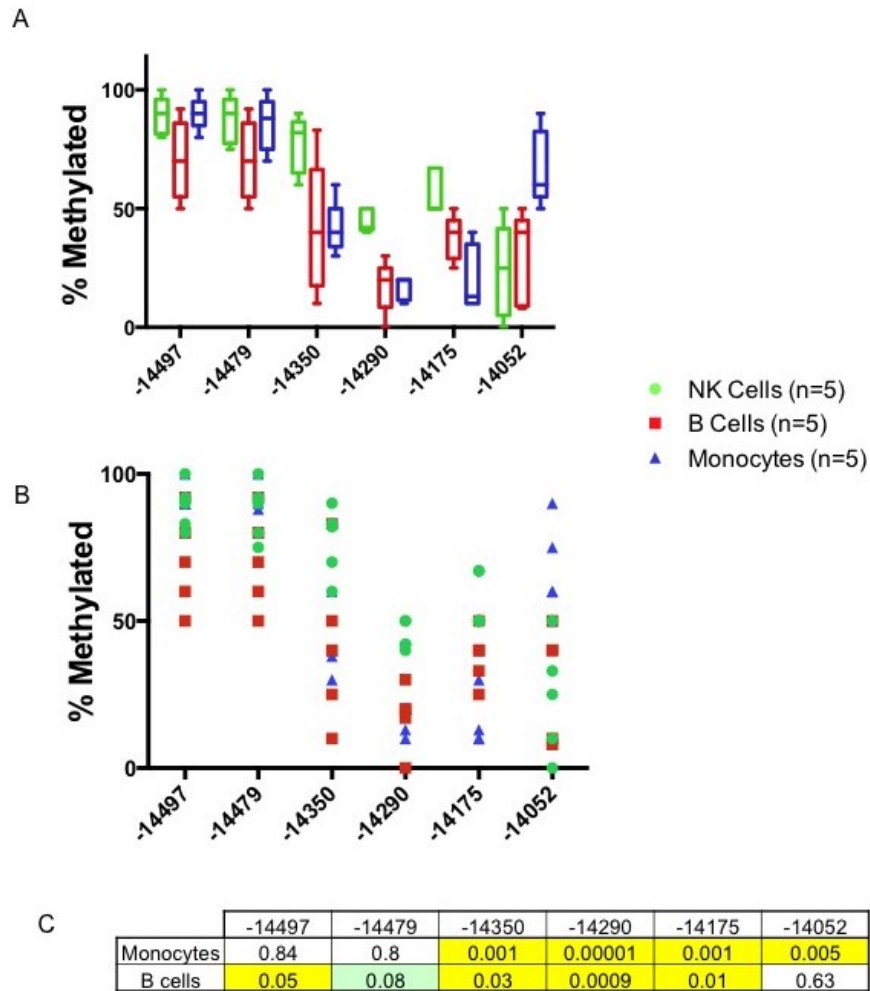 A
% Methylated
100
50
0
-14497 -14479 -14350 -14290 -14175 -14052
NK Cells (n=5)
B Cells (n=5)
Monocytes (n=5)
B
% Methylated
100
50
0
-14497 -14479 -14350 -14290 -14175 -14052
C
-14497 -14479 -14350 -14290 -14175 -14052
Monocytes 0.84 0.8 0.001 0.00001 0.001 0.005
B cells 0.05 0.08 0.03 0.0009 0.01 0.63